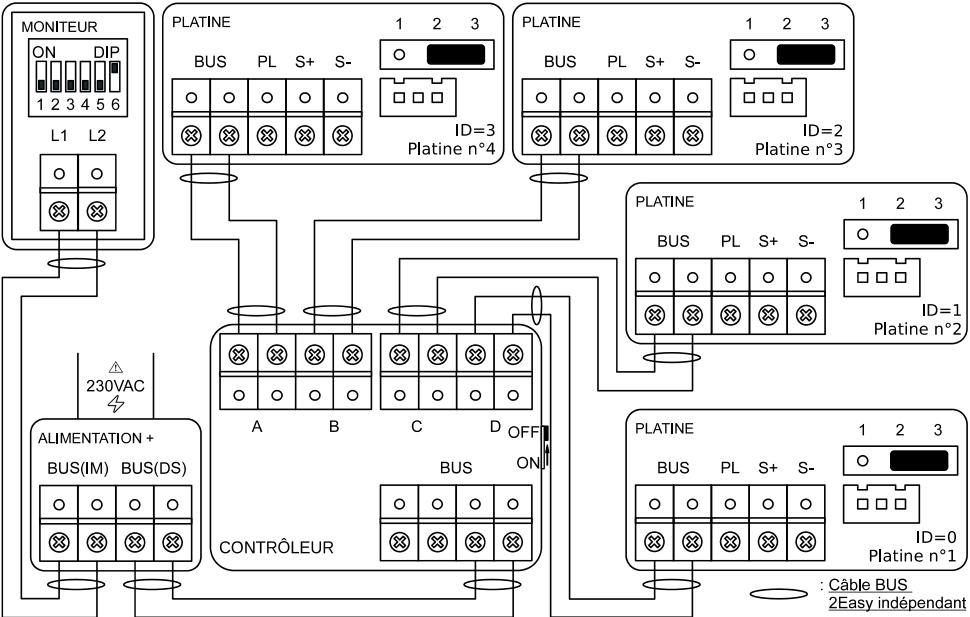 MONITEUR
ON DIP
1 2 3 4 5 6
L1 L2
PLATINE
1 2 3
BUS PL S+ S-
ID=3
Platine n°4
PLATINE
1 2 3
BUS PL S+ S-
ID=2
Platine n°3
PLATINE
1 2 3
BUS PL S+ S-
ID=1
Platine n°2
230VAC
ALIMENTATION +
BUS(IM) BUS(DS)
A B C D
OFF
ON
BUS
CONTRÔLEUR
PLATINE
1 2 3
BUS PL S+ S-
ID=0
Platine n°1
: Câble BUS
2Easy indépendant